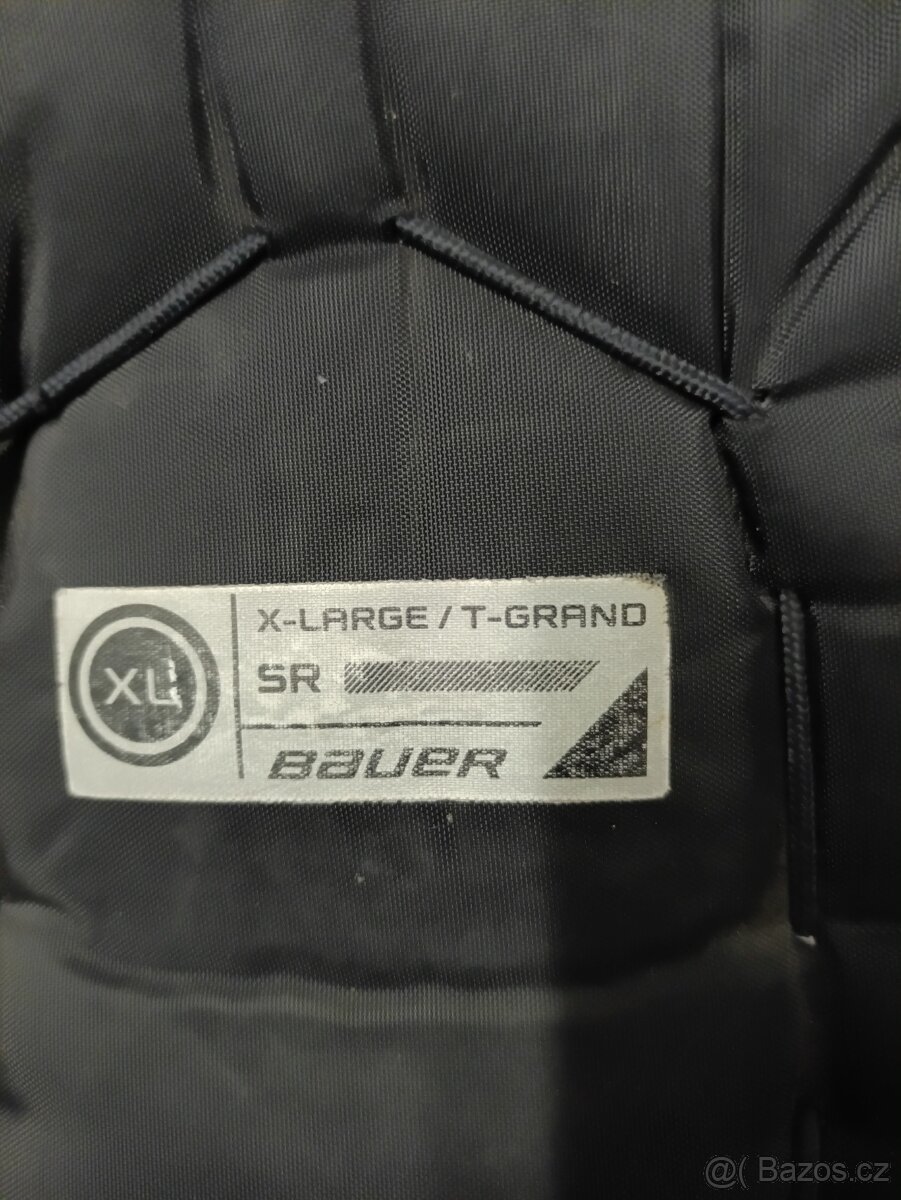 XL
X-LARGE / T-GRAND
SR
BAUER
@( Bazos.cz